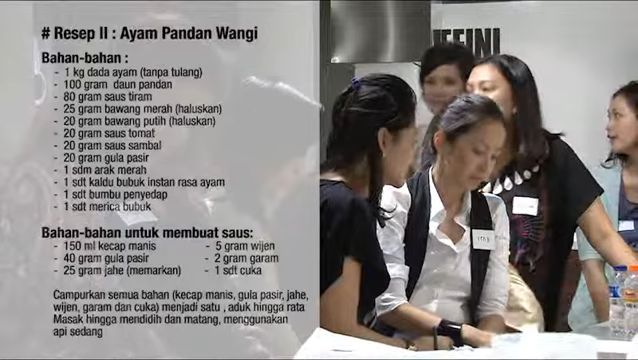 # Resep II : Ayam Pandan Wangi
Bahan-bahan :
- 1 kg dada ayam (tanpa tulang)
- 100 gram daun pandan
- 80 gram saus tiram
- 25 gram bawang merah (haluskan)
- 20 gram bawang putih (haluskan)
- 20 gram saus tomat
- 20 gram saus sambal
- 20 gram gula pasir
- 1 sdm arak merah
- 1 sdt kaldu bubuk instan rasa ayam
- 1 sdt bumbu penyedap
- 1 sdt merica bubuk
Bahan-bahan untuk membuat saus:
- 150 ml kecap manis - 5 gram wijen
- 40 gram gula pasir - 2 gram garam
- 25 gram jahe (memarkan) - 1 sdt cuka
Campurkan semua bahan (kecap manis, gula pasir, jahe,
wijen, garam dan cuka) menjadi satu , aduk hingga rata
Masak hingga mendidih dan matang, menggunakan
api sedang